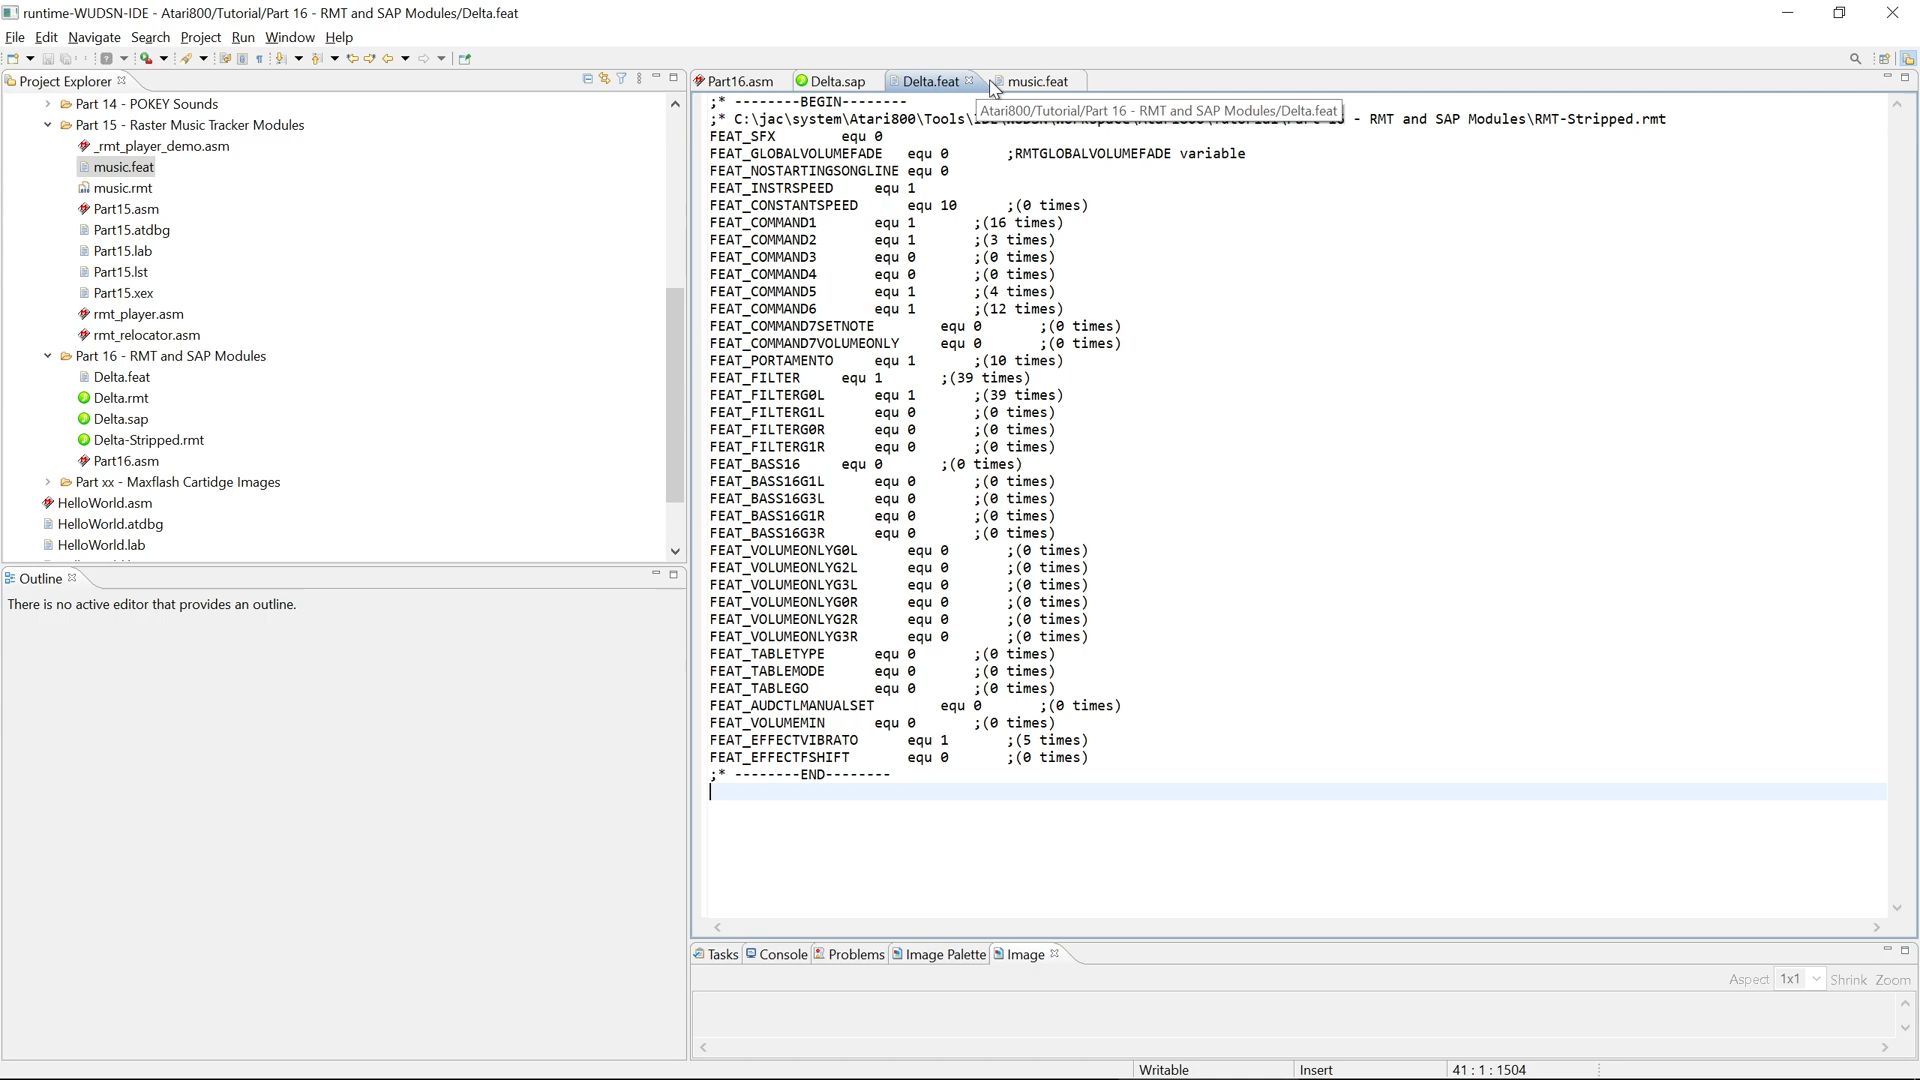 runtime-WUDSN-IDE - Atari800/Tutorial/Part 16 - RMT and SAP Modules/Delta.feat
File Edit Navigate Search Project Run Window Help
Project Explorer
Part 14 - POKEY Sounds
Part 15 - Raster Music Tracker Modules
_rmt_player_demo.asm
music.feat
music.rmt
Part15.asm
Part15.atdbg
Part15.lab
Part15.lst
Part15.xex
rmt_player.asm
rmt_relocator.asm
Part 16 - RMT and SAP Modules
Delta.feat
Delta.rmt
Delta.sap
Delta-Stripped.rmt
Part16.asm
Part xx - Maxflash Cartidge Images
HelloWorld.asm
HelloWorld.atdbg
HelloWorld.lab
Outline
There is no active editor that provides an outline.
Part16.asm Delta.sap Delta.feat music.feat
;* --------BEGIN--------
Atari800/Tutorial/Part 16 - RMT and SAP Modules/Delta.feat
;* C:\jac\system\Atari800\Tools\ - RMT and SAP Modules\RMT-Stripped.rmt
FEAT_SFX equ 0
FEAT_GLOBALVOLUMEFADE equ 0 ;RMTGLOBALVOLUMEFADE variable
FEAT_NOSTARTINGSONGLINE equ 0
FEAT_INSTRSPEED equ 1
FEAT_CONSTANTSPEED equ 10 ;(0 times)
FEAT_COMMAND1 equ 1 ;(16 times)
FEAT_COMMAND2 equ 1 ;(3 times)
FEAT_COMMAND3 equ 0 ;(0 times)
FEAT_COMMAND4 equ 0 ;(0 times)
FEAT_COMMAND5 equ 1 ;(4 times)
FEAT_COMMAND6 equ 1 ;(12 times)
FEAT_COMMAND7SETNOTE equ 0 ;(0 times)
FEAT_COMMAND7VOLUMEONLY equ 0 ;(0 times)
FEAT_PORTAMENTO equ 1 ;(10 times)
FEAT_FILTER equ 1 ;(39 times)
FEAT_FILTERG0L equ 1 ;(39 times)
FEAT_FILTERG1L equ 0 ;(0 times)
FEAT_FILTERG0R equ 0 ;(0 times)
FEAT_FILTERG1R equ 0 ;(0 times)
FEAT_BASS16 equ 0 ;(0 times)
FEAT_BASS16G1L equ 0 ;(0 times)
FEAT_BASS16G3L equ 0 ;(0 times)
FEAT_BASS16G1R equ 0 ;(0 times)
FEAT_BASS16G3R equ 0 ;(0 times)
FEAT_VOLUMEONLYG0L equ 0 ;(0 times)
FEAT_VOLUMEONLYG2L equ 0 ;(0 times)
FEAT_VOLUMEONLYG3L equ 0 ;(0 times)
FEAT_VOLUMEONLYG0R equ 0 ;(0 times)
FEAT_VOLUMEONLYG2R equ 0 ;(0 times)
FEAT_VOLUMEONLYG3R equ 0 ;(0 times)
FEAT_TABLETYPE equ 0 ;(0 times)
FEAT_TABLEMODE equ 0 ;(0 times)
FEAT_TABLEGO equ 0 ;(0 times)
FEAT_AUDCTLMANUALSET equ 0 ;(0 times)
FEAT_VOLUMEMIN equ 0 ;(0 times)
FEAT_EFFECTVIBRATO equ 1 ;(5 times)
FEAT_EFFECTFSHIFT equ 0 ;(0 times)
;* --------END--------
Tasks Console Problems Image Palette Image
Aspect 1x1 Shrink Zoom
Writable Insert 41 : 1 : 1504